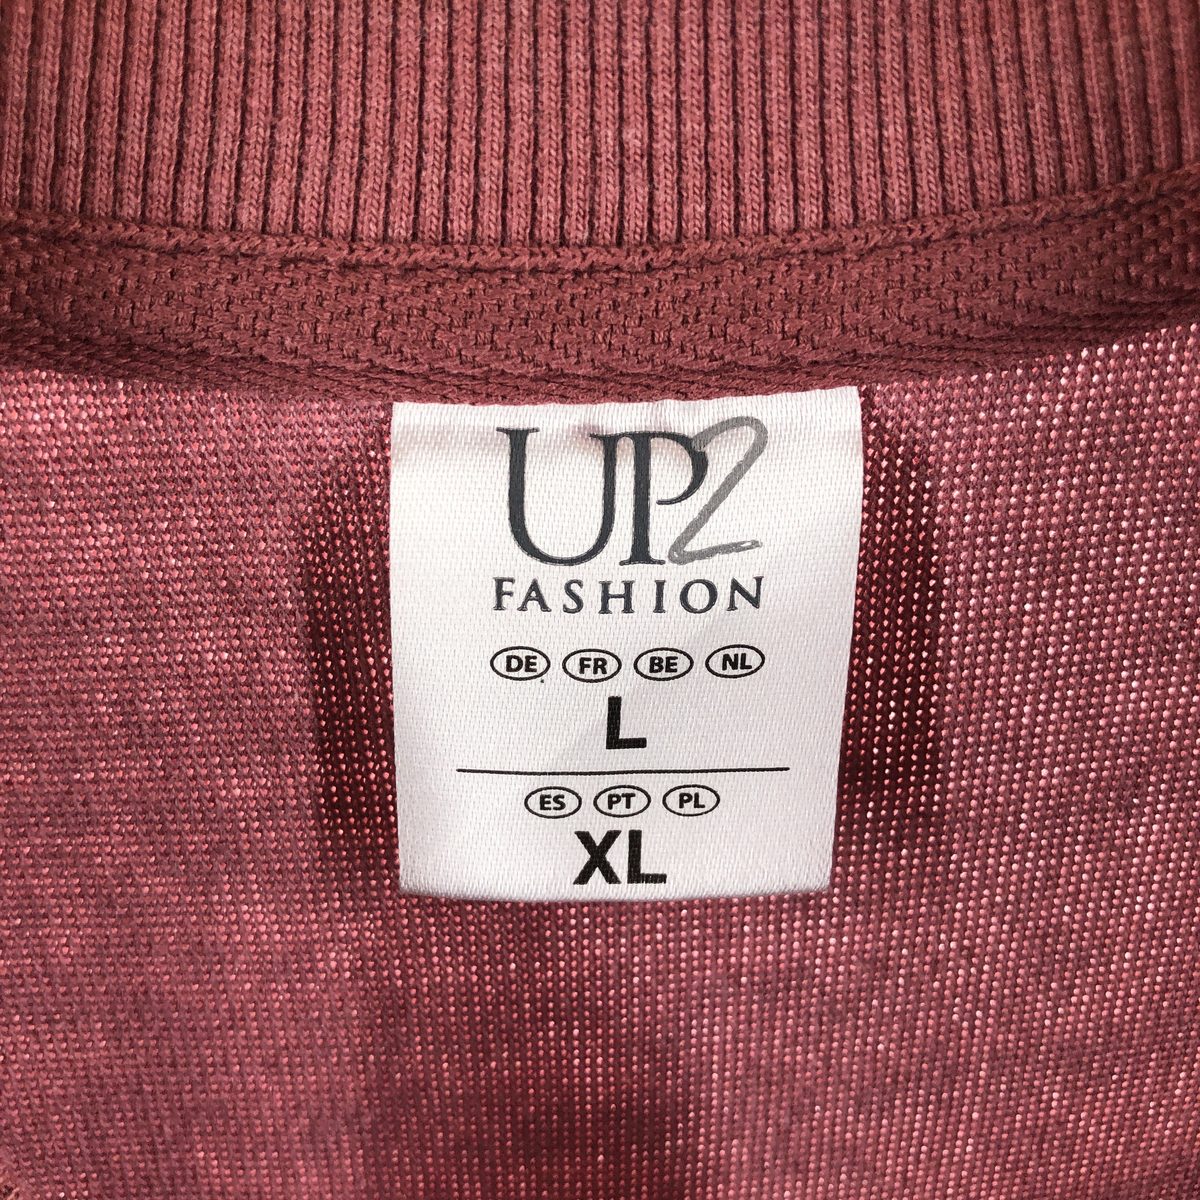 UP2
FASHION
DE FR BE NL
L
ES PT PL
XL